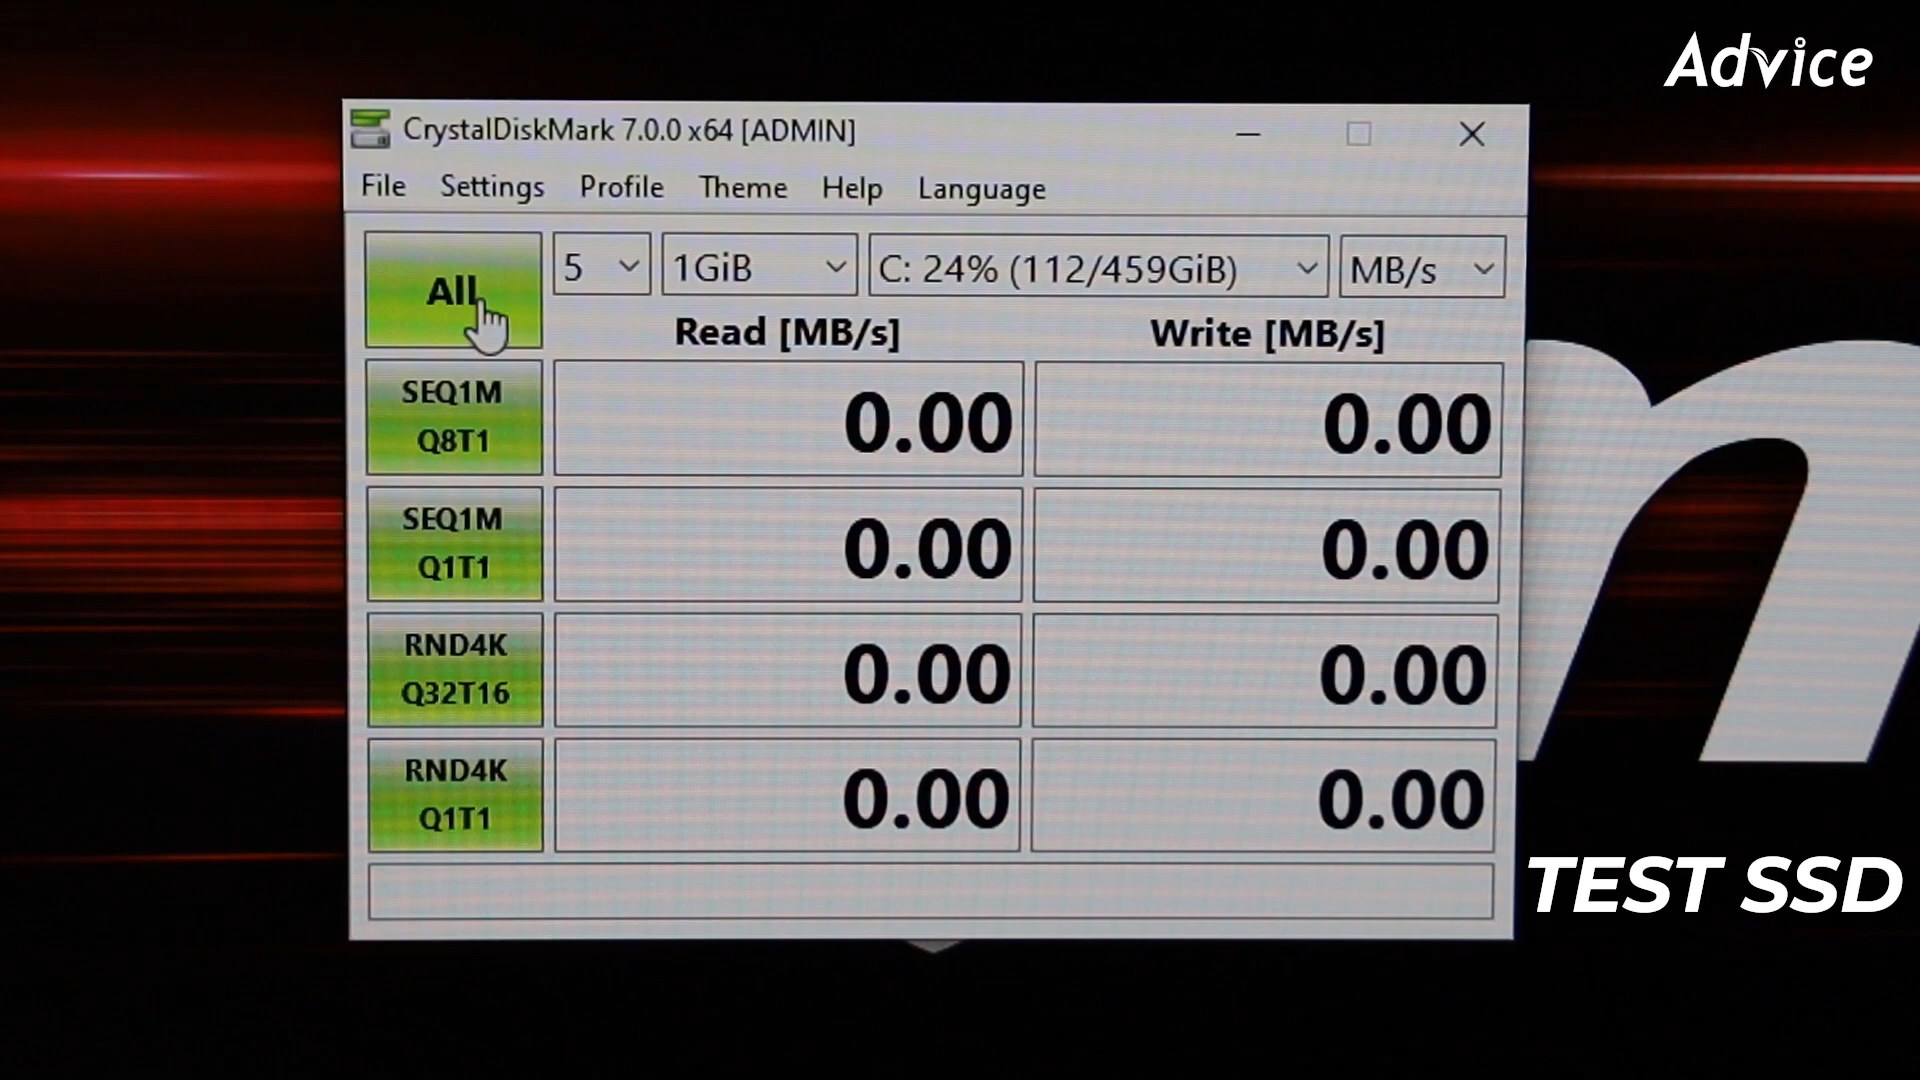 Advice
CrystalDiskMark 7.0.0 x64 [ADMIN]
File Settings Profile Theme Help Language
All 5 1GiB C: 24% (112/459GiB) MB/s
Read [MB/s] Write [MB/s]
SEQ1M
Q8T1
0.00 0.00
SEQ1M
Q1T1
0.00 0.00
RND4K
Q32T16
0.00 0.00
RND4K
Q1T1
0.00 0.00
TEST SSD